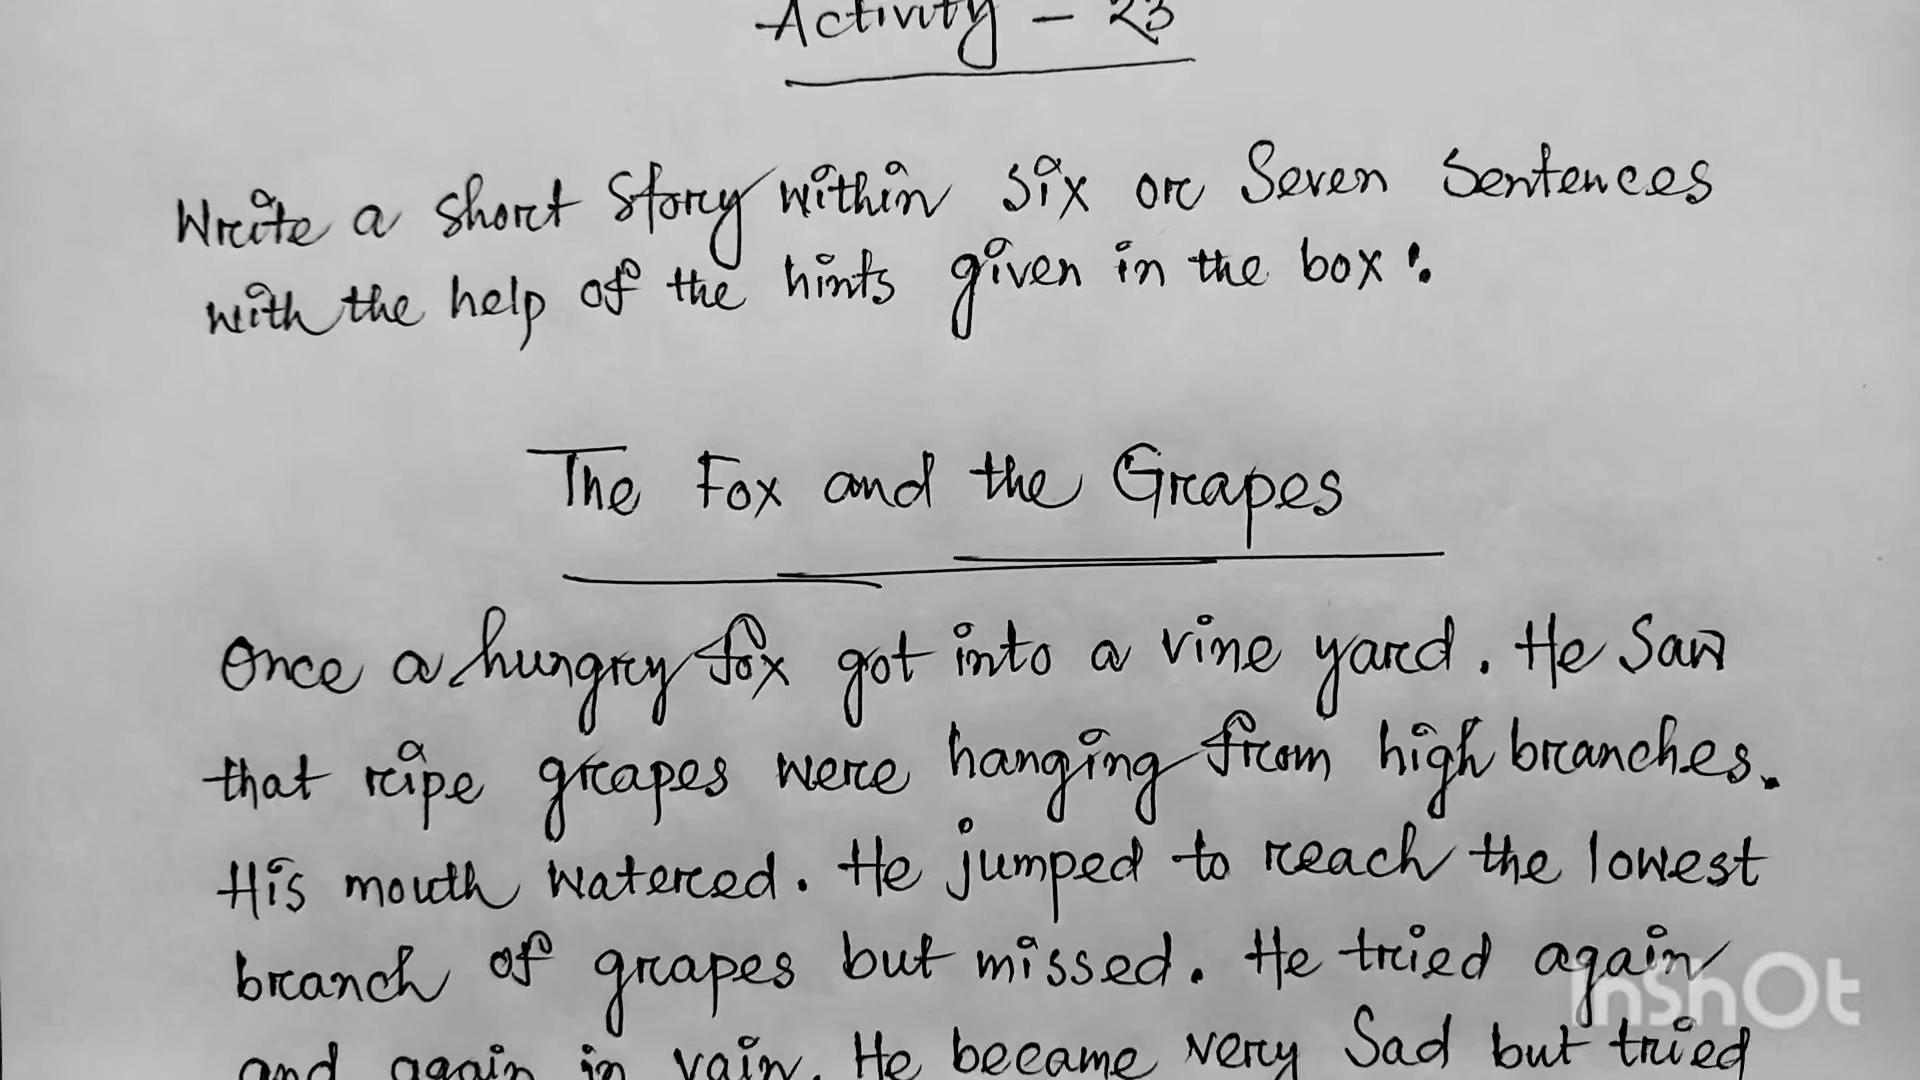 Activity - 23
Write a short story within six or seven sentences
with the help of the hints given in the box :
The Fox and the Grapes
Once a hungry fox got into a vine yard. He saw
that ripe grapes were hanging from high branches.
His mouth watered. He jumped to reach the lowest
branch of grapes but missed. He tried again
and again in vain. He became very sad but tried
InShOt